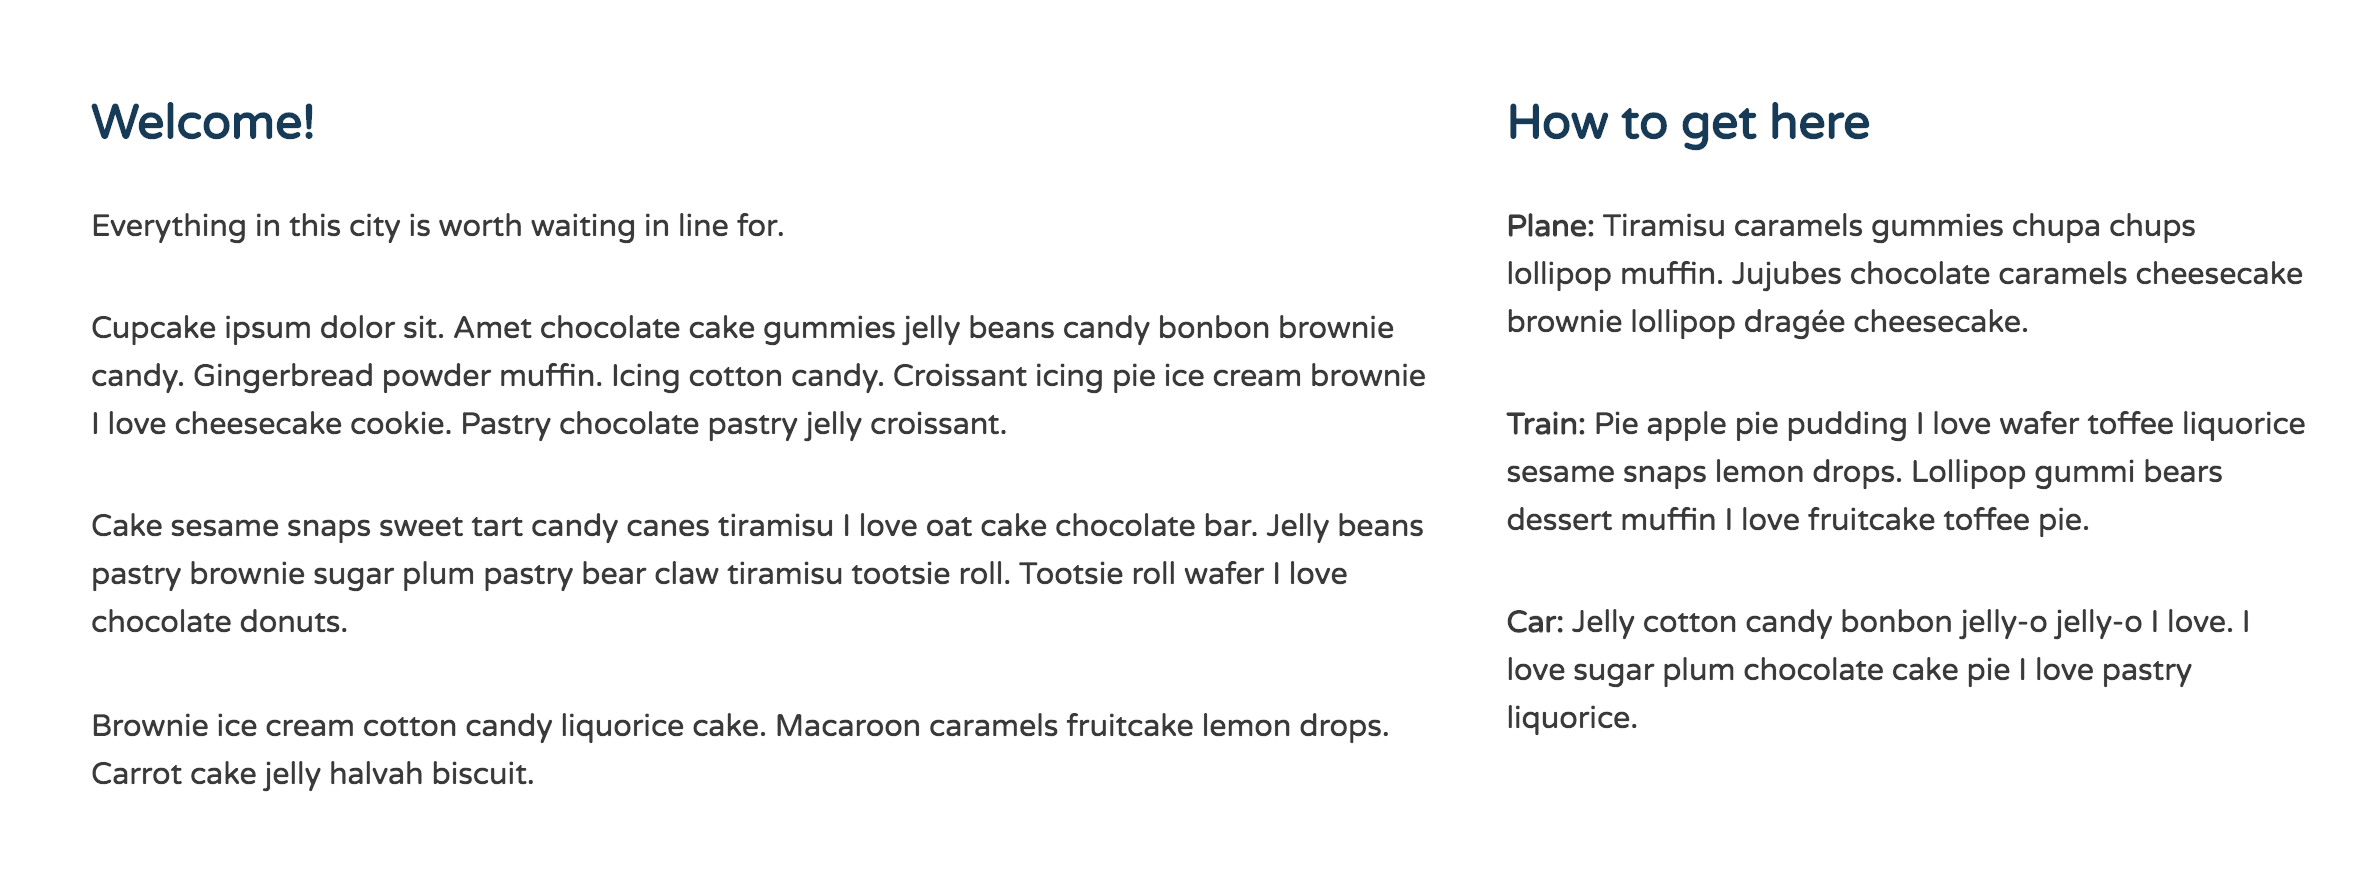 Welcome!
Everything in this city is worth waiting in line for.
Cupcake ipsum dolor sit. Amet chocolate cake gummies jelly beans candy bonbon brownie
candy. Gingerbread powder muffin. Icing cotton candy. Croissant icing pie ice cream brownie
I love cheesecake cookie. Pastry chocolate pastry jelly croissant.
Cake sesame snaps sweet tart candy canes tiramisu I love oat cake chocolate bar. Jelly beans
pastry brownie sugar plum pastry bear claw tiramisu tootsie roll. Tootsie roll wafer I love
chocolate donuts.
Brownie ice cream cotton candy liquorice cake. Macaroon caramels fruitcake lemon drops.
Carrot cake jelly halvah biscuit.
How to get here
Plane: Tiramisu caramels gummies chupa chups
lollipop muffin. Jujubes chocolate caramels cheesecake
brownie lollipop dragée cheesecake.
Train: Pie apple pie pudding I love wafer toffee liquorice
sesame snaps lemon drops. Lollipop gummi bears
dessert muffin I love fruitcake toffee pie.
Car: Jelly cotton candy bonbon jelly-o jelly-o I love. I
love sugar plum chocolate cake pie I love pastry
liquorice.